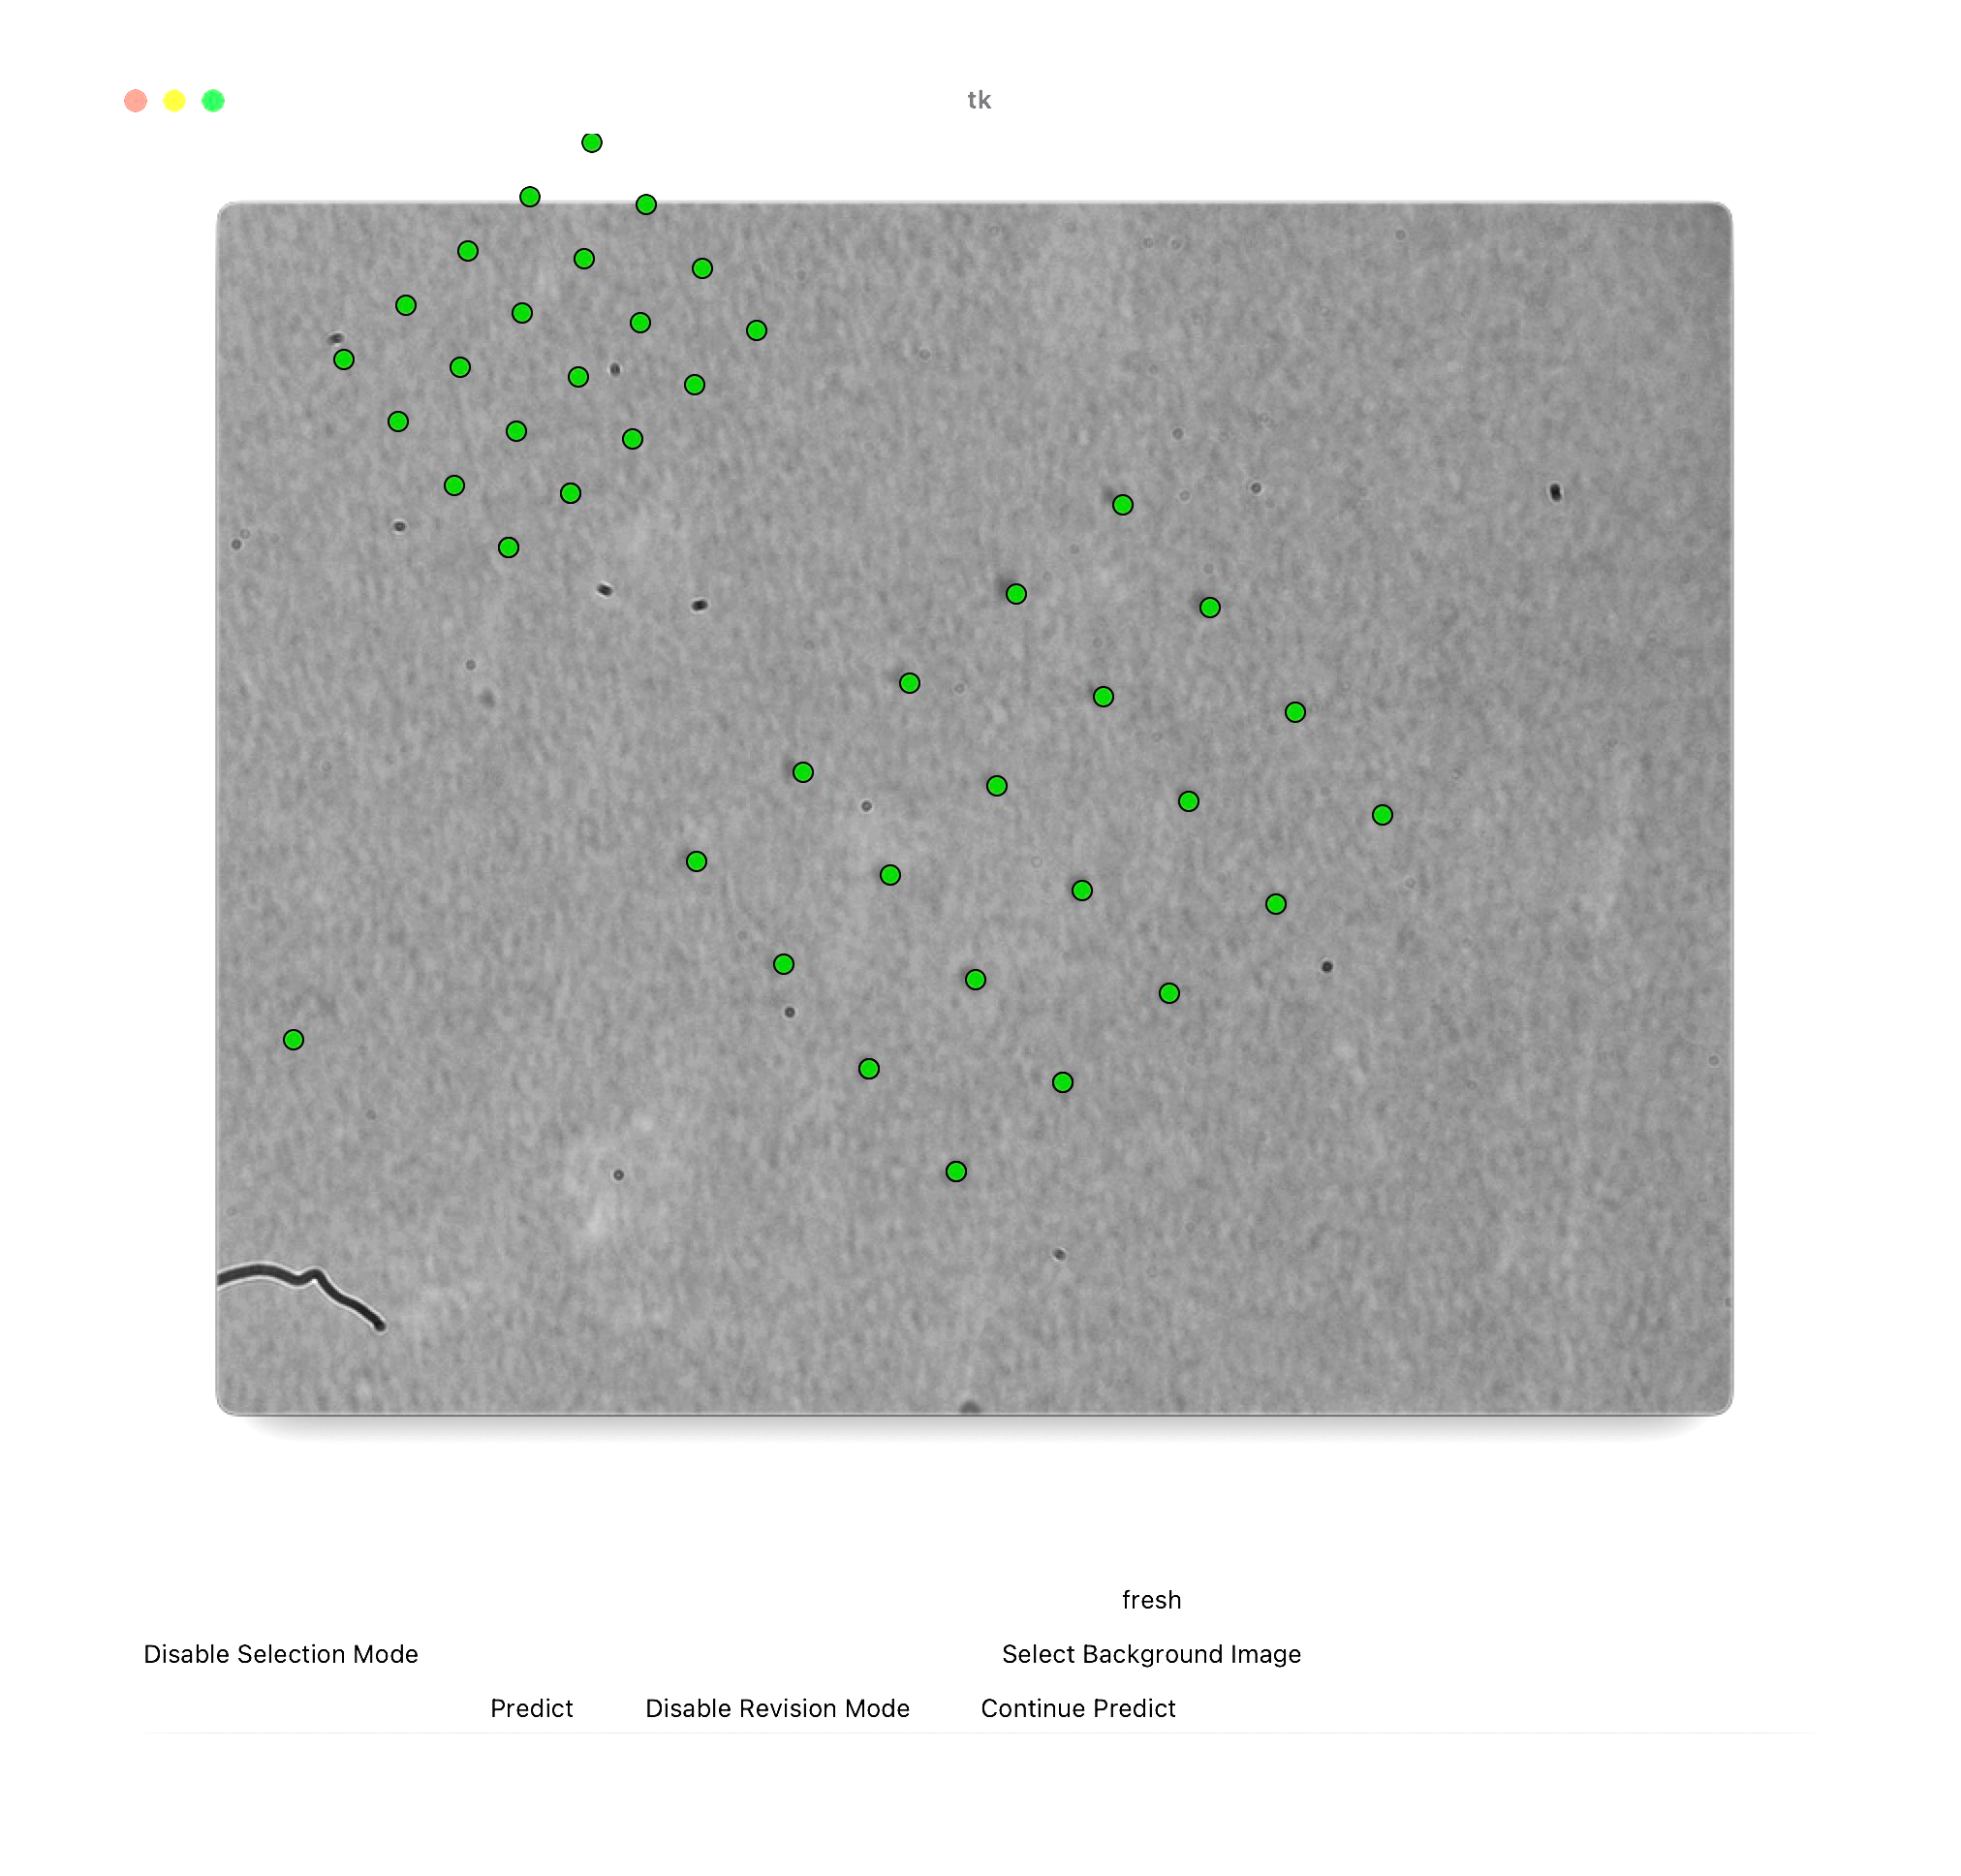 tk
fresh
Disable Selection Mode Select Background Image
Predict Disable Revision Mode Continue Predict